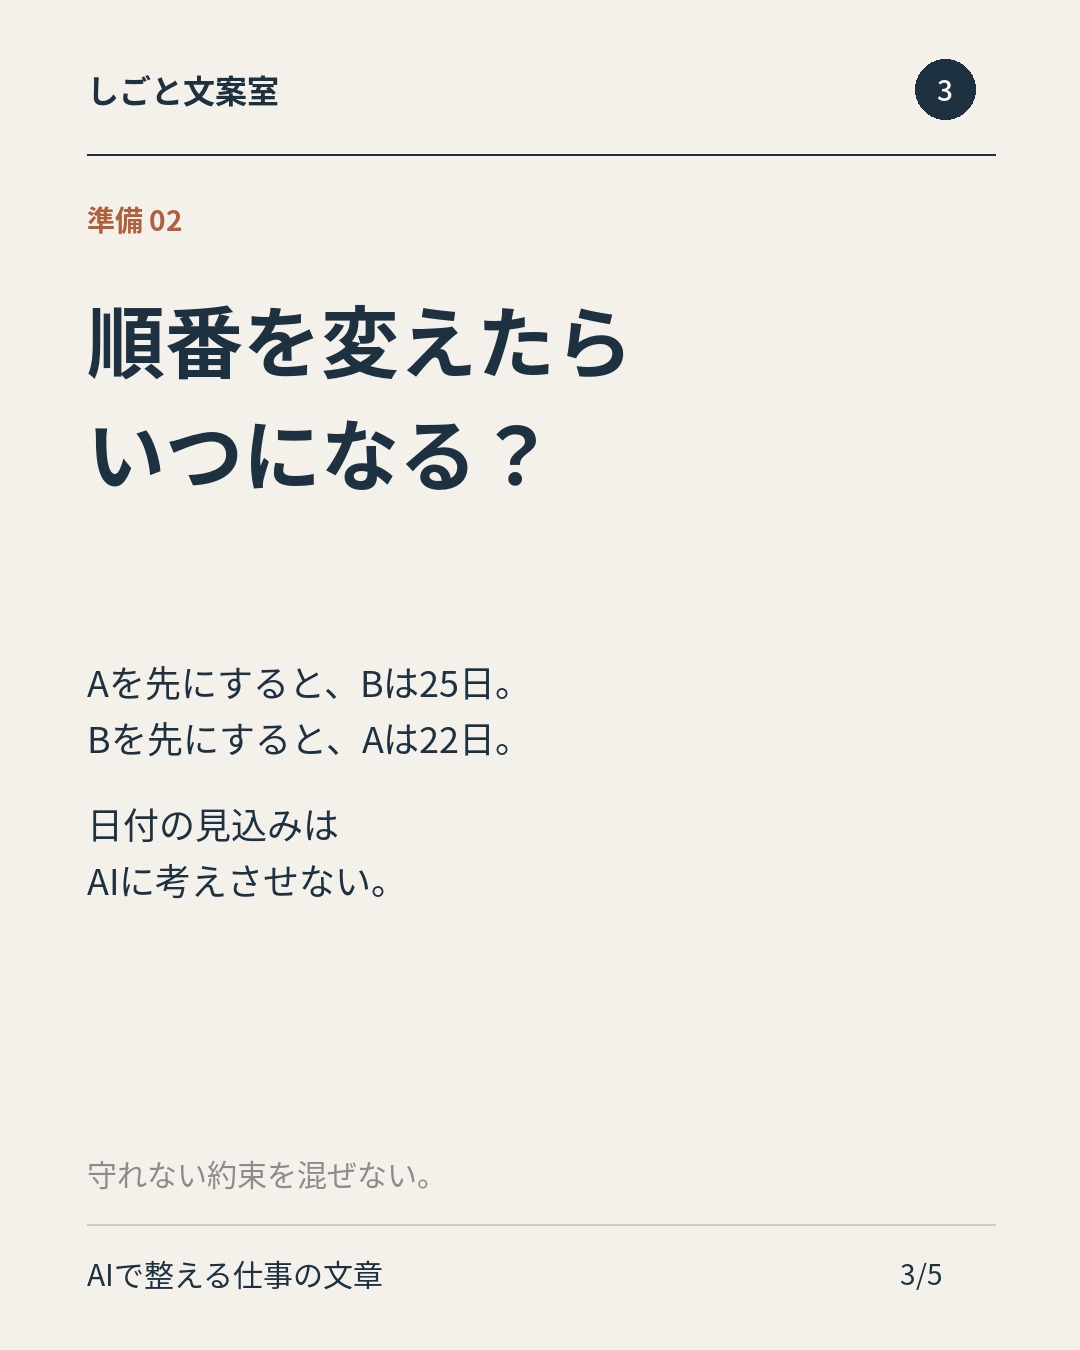 しごと文案室
3
準備 02
順番を変えたら
いつになる？
Aを先にすると、Bは25日。
Bを先にすると、Aは22日。
日付の見込みは
AIに考えさせない。
守れない約束を混ぜない。
AIで整える仕事の文章
3/5